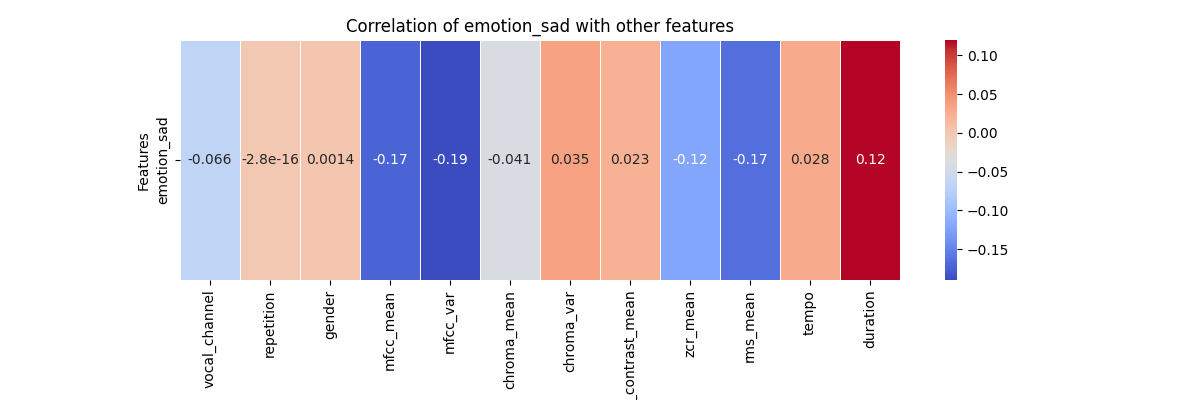 Correlation of emotion_sad with other features
Features
emotion_sad
-0.066 -2.8e-16 0.0014 -0.17 -0.19 -0.041 0.035 0.023 -0.12 -0.17 0.028 0.12
vocal_channel
repetition
gender
mfcc_mean
mfcc_var
chroma_mean
chroma_var
_contrast_mean
zcr_mean
rms_mean
tempo
duration
0.10
0.05
0.00
−0.05
−0.10
−0.15